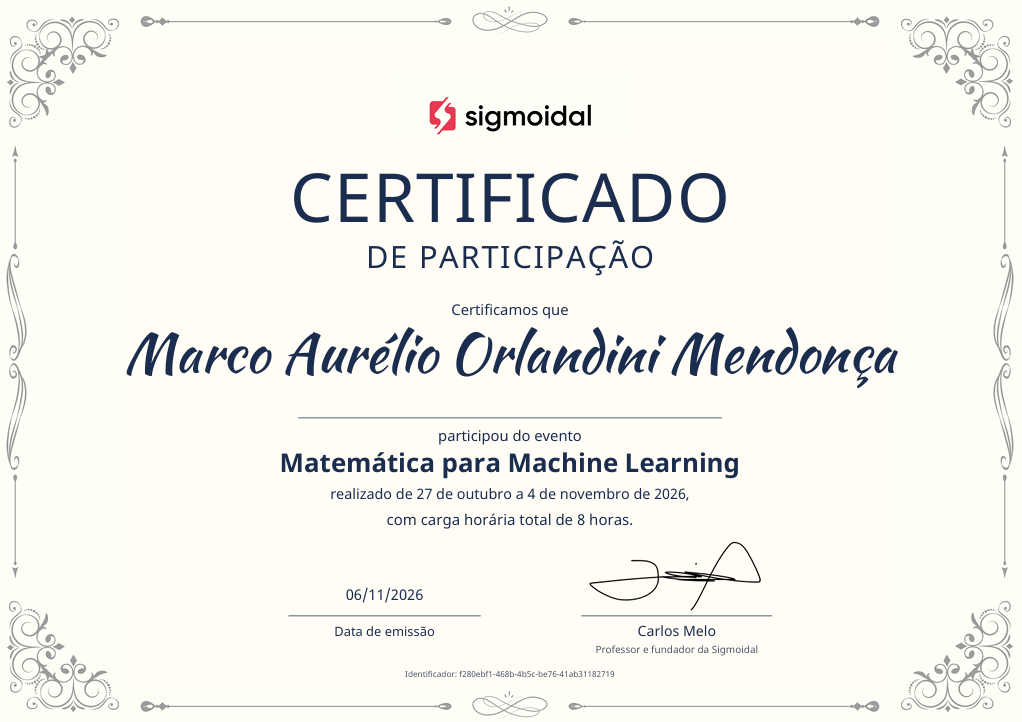 sigmoidal
CERTIFICADO
DE PARTICIPAÇÃO
Certificamos que
Marco Aurélio Orlandini Mendonça
participou do evento
Matemática para Machine Learning
realizado de 27 de outubro a 4 de novembro de 2026,
com carga horária total de 8 horas.
06/11/2026
Data de emissão
Carlos Melo
Professor e fundador da Sigmoidal
Identificador: f280ebf1-468b-4b5c-be76-41ab31182719